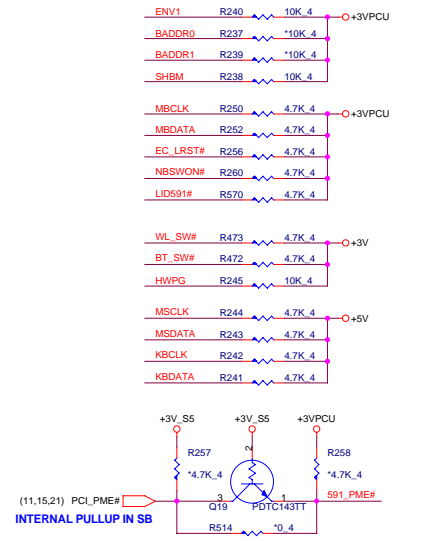 ENV1 R240 10K_4 +3VPCU
BADDR0 R237 *10K_4
BADDR1 R239 *10K_4
SHBM R238 10K_4
MBCLK R250 4.7K_4 +3VPCU
MBDATA R252 4.7K_4
EC_LRST# R256 4.7K_4
NBSWON# R260 4.7K_4
LID591# R570 4.7K_4
WL_SW# R473 4.7K_4 +3V
BT_SW# R472 4.7K_4
HWPG R245 10K_4
MSCLK R244 4.7K_4 +5V
MSDATA R243 4.7K_4
KBCLK R242 4.7K_4
KBDATA R241 4.7K_4
+3V_S5 +3V_S5 +3VPCU
R257 2 R258
*4.7K_4 *4.7K_4
(11,15,21) PCI_PME# 3 1 591_PME#
Q19 PDTC143TT
INTERNAL PULLUP IN SB
R514 *0_4